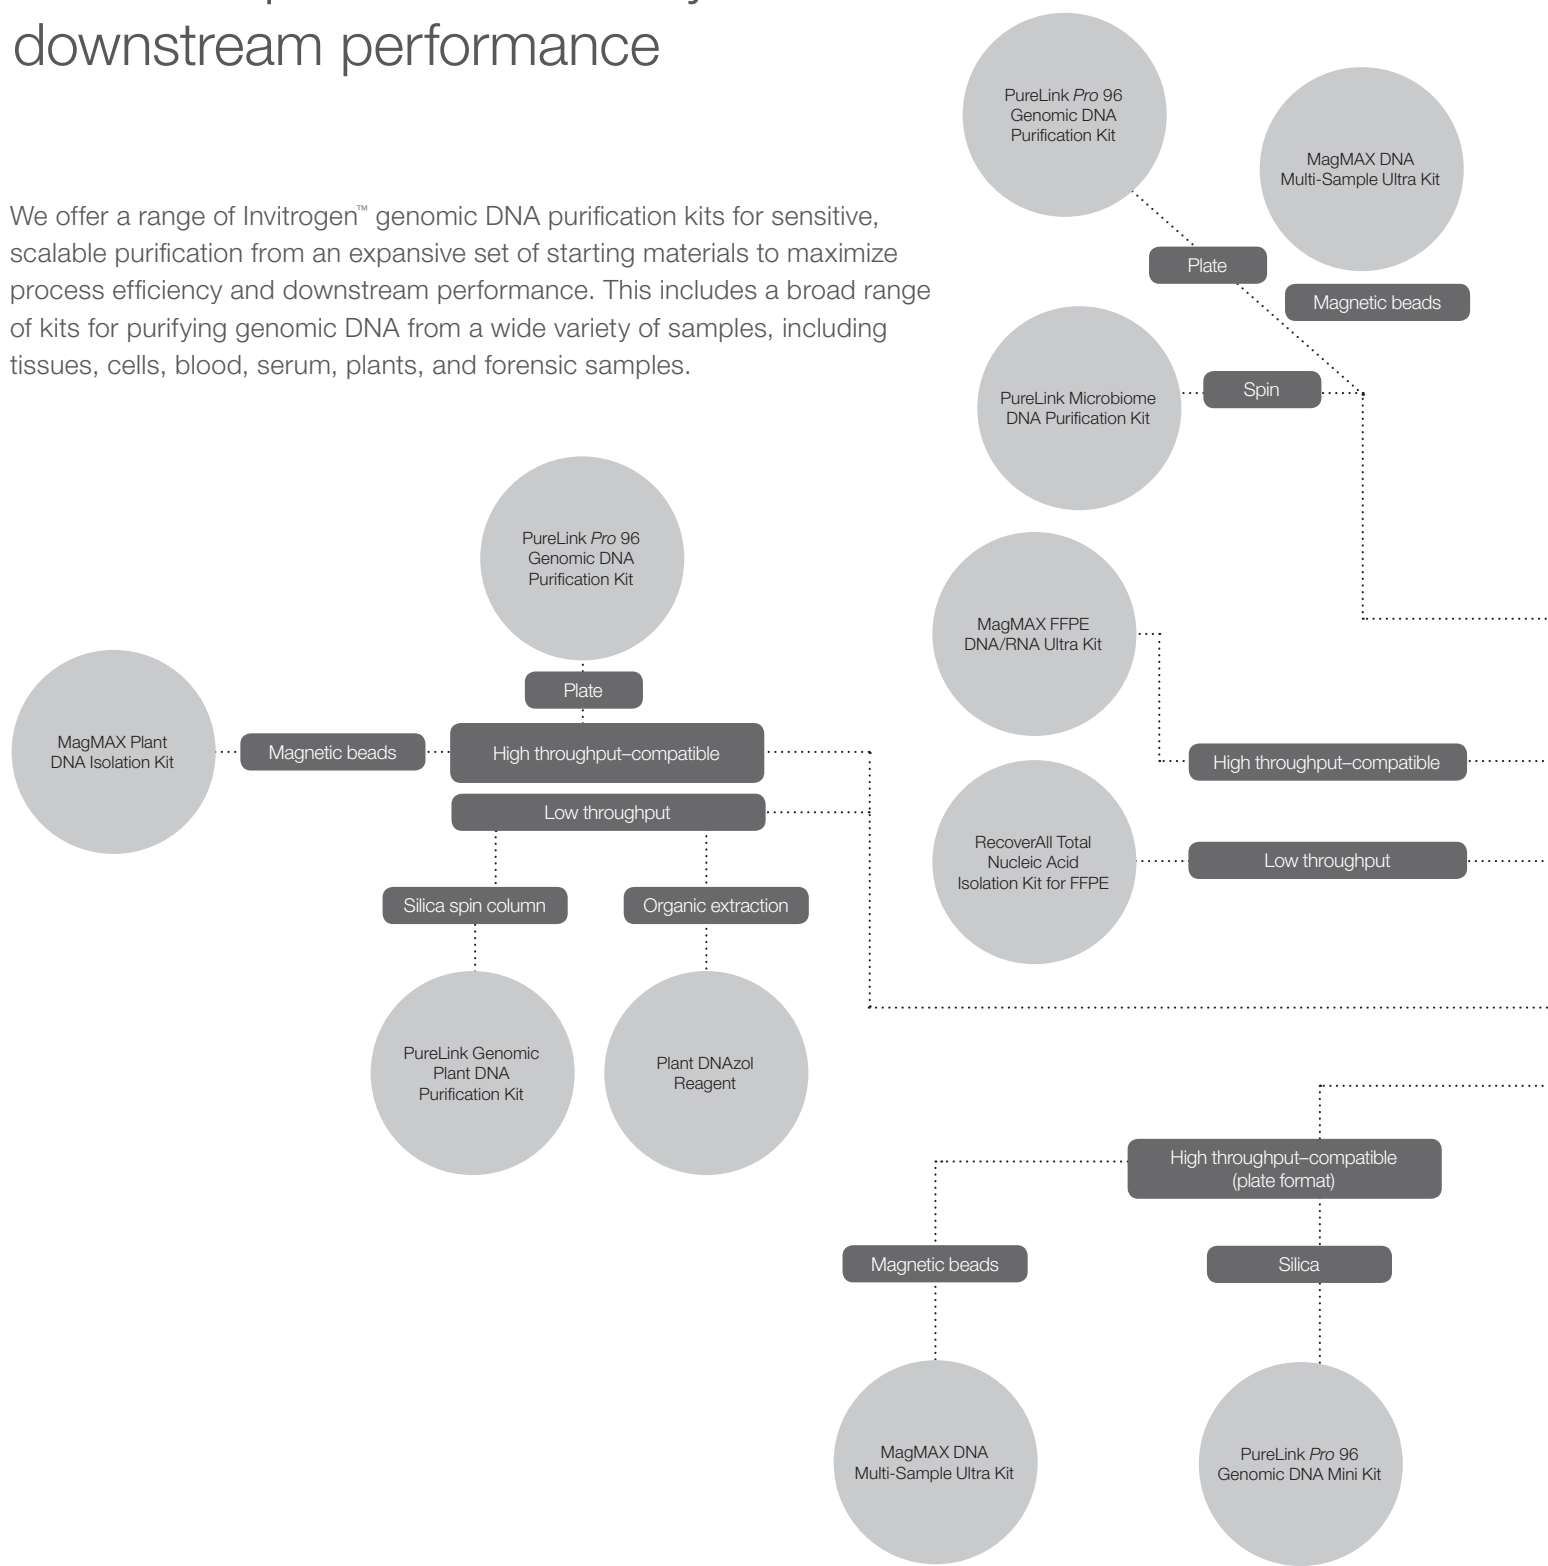 downstream performance
We offer a range of Invitrogen™ genomic DNA purification kits for sensitive,
scalable purification from an expansive set of starting materials to maximize
process efficiency and downstream performance. This includes a broad range
of kits for purifying genomic DNA from a wide variety of samples, including
tissues, cells, blood, serum, plants, and forensic samples.
PureLink Pro 96
Genomic DNA
Purification Kit
MagMAX DNA
Multi-Sample Ultra Kit
Plate
Magnetic beads
PureLink Microbiome
DNA Purification Kit
Spin
PureLink Pro 96
Genomic DNA
Purification Kit
Plate
MagMAX Plant
DNA Isolation Kit
Magnetic beads
High throughput–compatible
Low throughput
Silica spin column
Organic extraction
PureLink Genomic
Plant DNA
Purification Kit
Plant DNAzol
Reagent
MagMAX FFPE
DNA/RNA Ultra Kit
High throughput–compatible
RecoverAll Total
Nucleic Acid
Isolation Kit for FFPE
Low throughput
High throughput–compatible
(plate format)
Magnetic beads
Silica
MagMAX DNA
Multi-Sample Ultra Kit
PureLink Pro 96
Genomic DNA Mini Kit